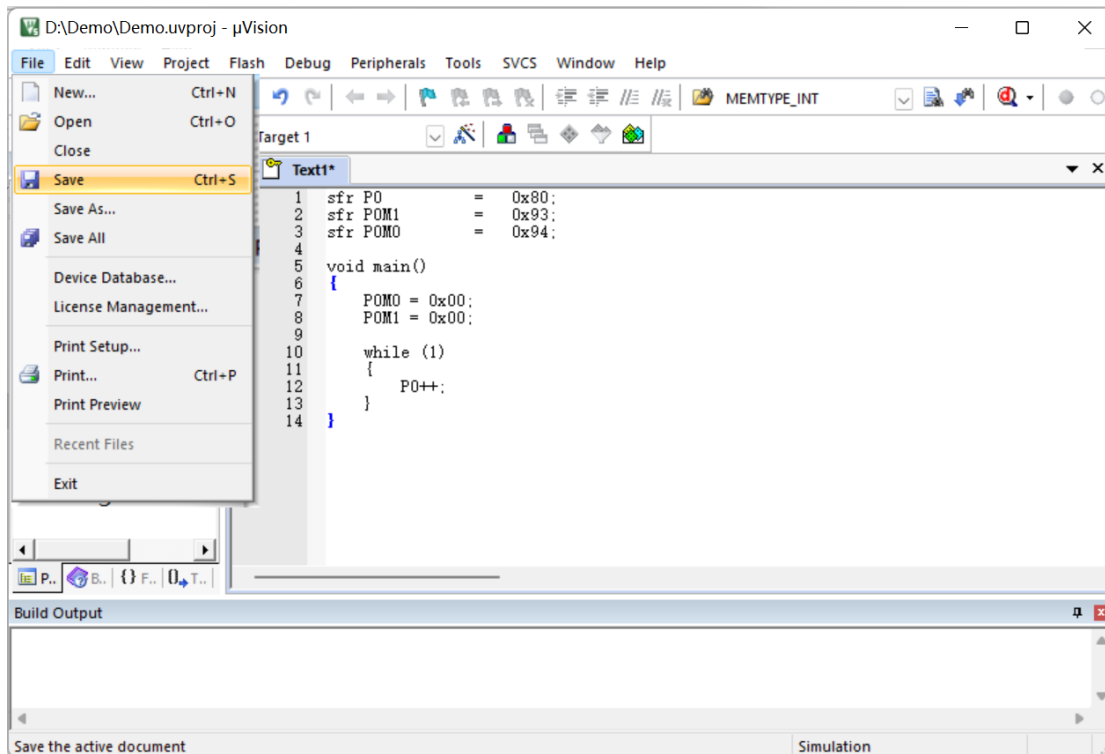 D:\Demo\Demo.uvproj - µVision
File Edit View Project Flash Debug Peripherals Tools SVCS Window Help
New... Ctrl+N
Open Ctrl+O
Close
Save Ctrl+S
Save As...
Save All
Device Database...
License Management...
Print Setup...
Print... Ctrl+P
Print Preview
Recent Files
Exit
MEMTYPE_INT
Target 1
Text1*
1 sfr P0 = 0x80;
2 sfr P0M1 = 0x93;
3 sfr P0M0 = 0x94;
4
5 void main()
6 {
7 P0M0 = 0x00;
8 P0M1 = 0x00;
9
10 while (1)
11 {
12 P0++;
13 }
14 }
P.. B.. {} F.. T..
Build Output
Save the active document Simulation